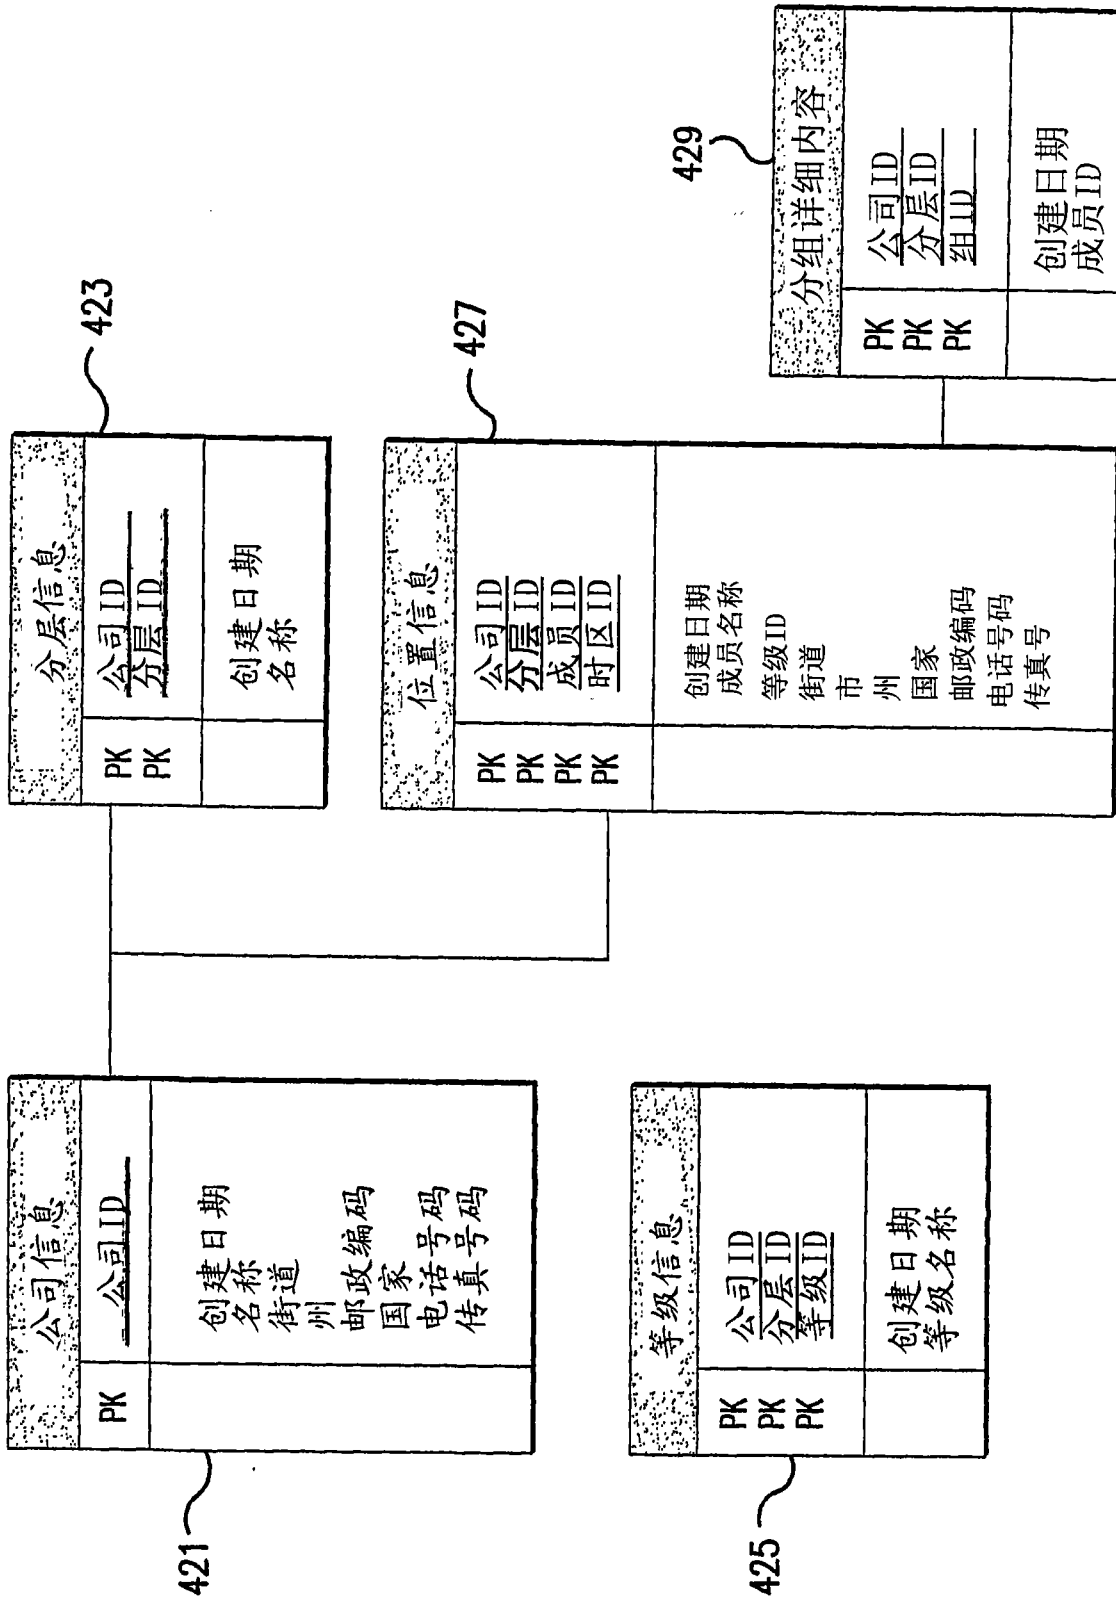 公司信息
PK
公司ID
创建日期
名称
街道
州
邮政编码
国家
电话号码
传真号码
421
分层信息
PK
公司ID
PK
分层ID
创建日期
名称
423
等级信息
PK
公司ID
PK
分层ID
PK
等级ID
创建日期
等级名称
425
位置信息
PK
公司ID
PK
分层ID
PK
成员ID
PK
时区ID
创建日期
成员名称
等级ID
街道
市
州
国家
邮政编码
电话号码
传真号
427
分组详细内容
PK
公司ID
PK
分层ID
PK
组ID
创建日期
成员ID
429